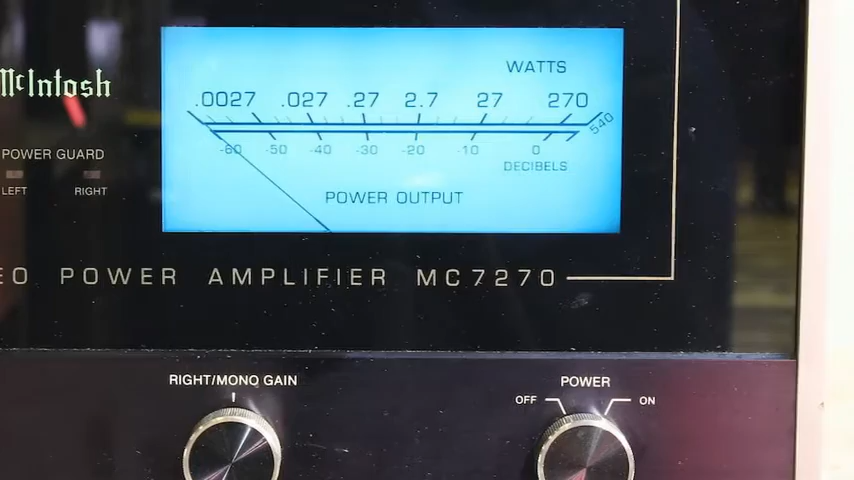 WATTS
.0027 .027 .27 2.7 27 270 540
-60 -50 -40 -30 -20 -10 0
DECIBELS
POWER OUTPUT
McIntosh
POWER GUARD
LEFT RIGHT
EO POWER AMPLIFIER MC7270
RIGHT/MONO GAIN
POWER
OFF ON